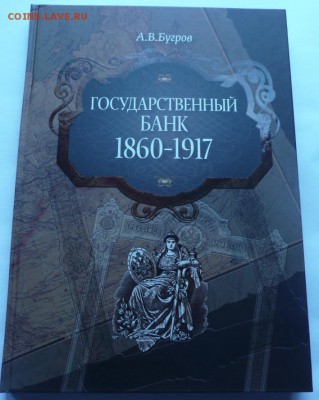 COINS.LAVE.RU
А.В.Бугров
ГОСУДАРСТВЕННЫЙ
БАНК
1860-1917